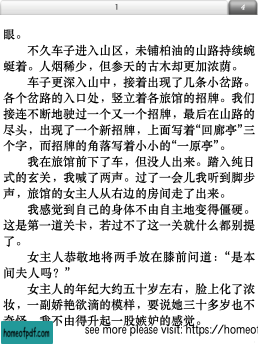 1
4
眼。
不久车子进入山区，未铺柏油的山路持续蜿
蜒着。人烟稀少，但参天的古木却更加浓荫。
车子更深入山中，接着出现了几条小岔路。
各个岔路的入口处，竖立着各旅馆的招牌。我们
接连不断地驶过一个又一个招牌，最后在山路的
尽头，出现了一个新招牌，上面写着“回廊亭”三
个字，而招牌的角落写着小小的“一原亭”。
我在旅馆前下了车，但没人出来。踏入纯日
式的玄关，我喊了两声。过了一会儿我听到脚步
声，旅馆的女主人从右边的房间走了出来。
我感觉到自己的身体不由自主地变得僵硬。
这是第一道关卡，若过不了这一关就什么都别提
了。
女主人恭敬地将两手放在膝前问道：“是本
间夫人吗？”
女主人的年纪大约五十岁左右，脸上化了浓
妆，一副娇艳欲滴的模样，要说她三十多岁也不
奇怪。我不由得升起一股嫉妒的感觉。
homeofpdf.com
see more please visit: https://homeof